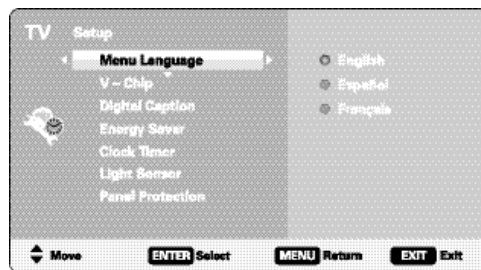 TV Setup
Menu Language English
V - Chip Español
Digital Caption Français
Energy Saver
Clock Timer
Light Sensor
Panel Protection
Move ENTER Select MENU Return EXIT Exit